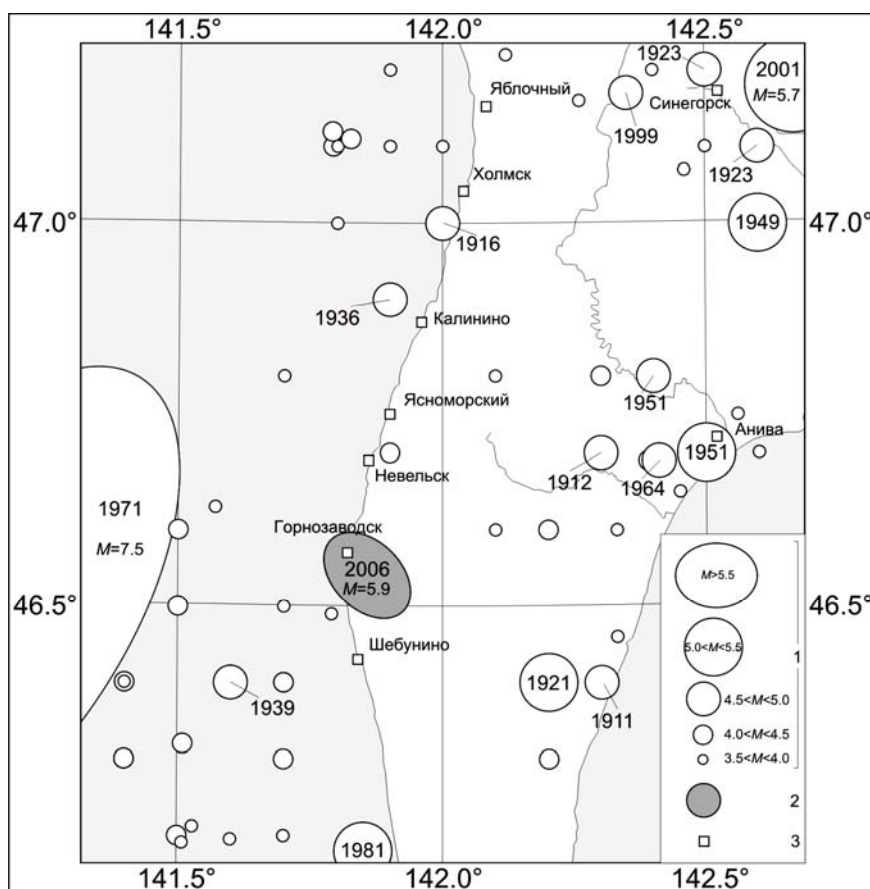 141.5°
142.0°
142.5°
1923
2001
M=5.7
Яблочный
Синегорск
1999
1923
Холмск
47.0°
47.0°
1916
1949
1936
Калинино
Ясноморский
1951
Анива
1951
Невельск
1912
1964
1971
M=7.5
Горнозаводск
2006
M=5.9
M>5.5
46.5°
46.5°
Шебунино
5.0<M<5.5
1
1921
1939
1911
4.5<M<5.0
4.0<M<4.5
3.5<M<4.0
2
3
1981
141.5°
142.0°
142.5°